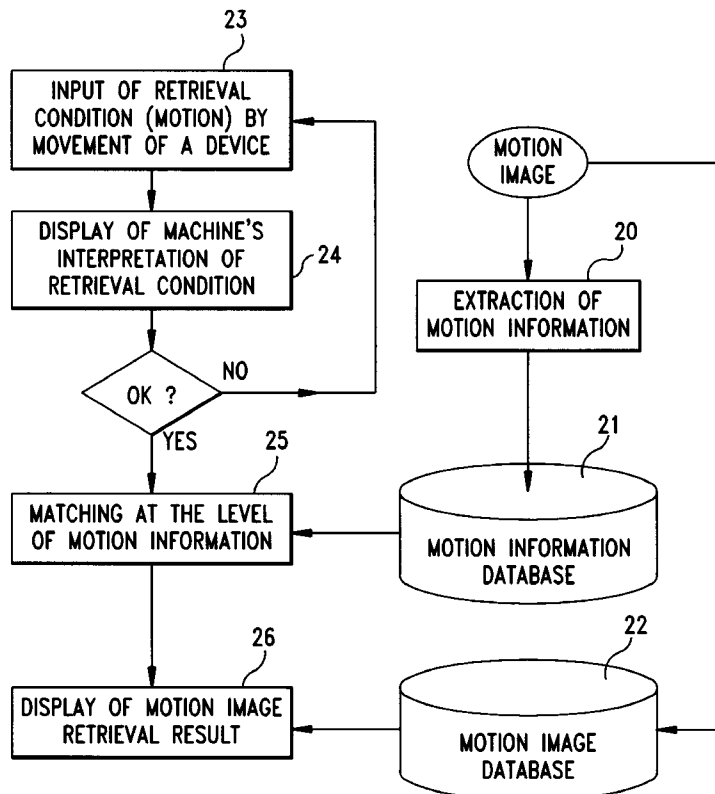 23
INPUT OF RETRIEVAL
CONDITION (MOTION) BY
MOVEMENT OF A DEVICE
DISPLAY OF MACHINE'S
INTERPRETATION OF
RETRIEVAL CONDITION
24
OK ?
NO
YES
25
MATCHING AT THE LEVEL
OF MOTION INFORMATION
26
DISPLAY OF MOTION IMAGE
RETRIEVAL RESULT
MOTION
IMAGE
20
EXTRACTION OF
MOTION INFORMATION
21
MOTION INFORMATION
DATABASE
22
MOTION IMAGE
DATABASE